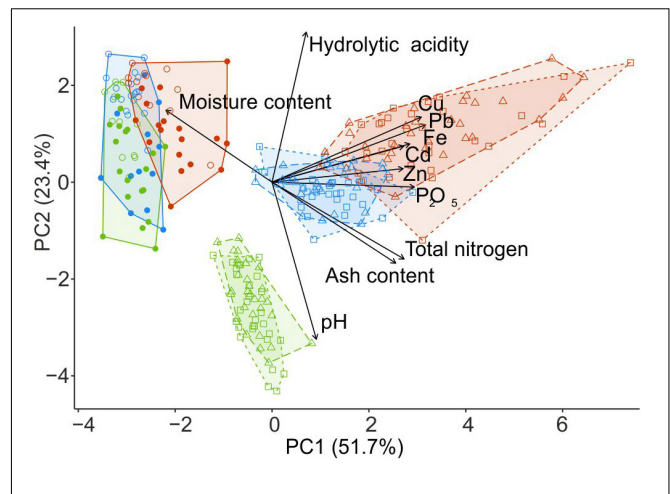 Hydrolytic acidity
Moisture content
Cu
Pb
Fe
Cd
Zn
P2O5
Total nitrogen
Ash content
pH
PC2 (23.4%)
2
0
−2
−4
−4
−2
0
2
4
6
PC1 (51.7%)